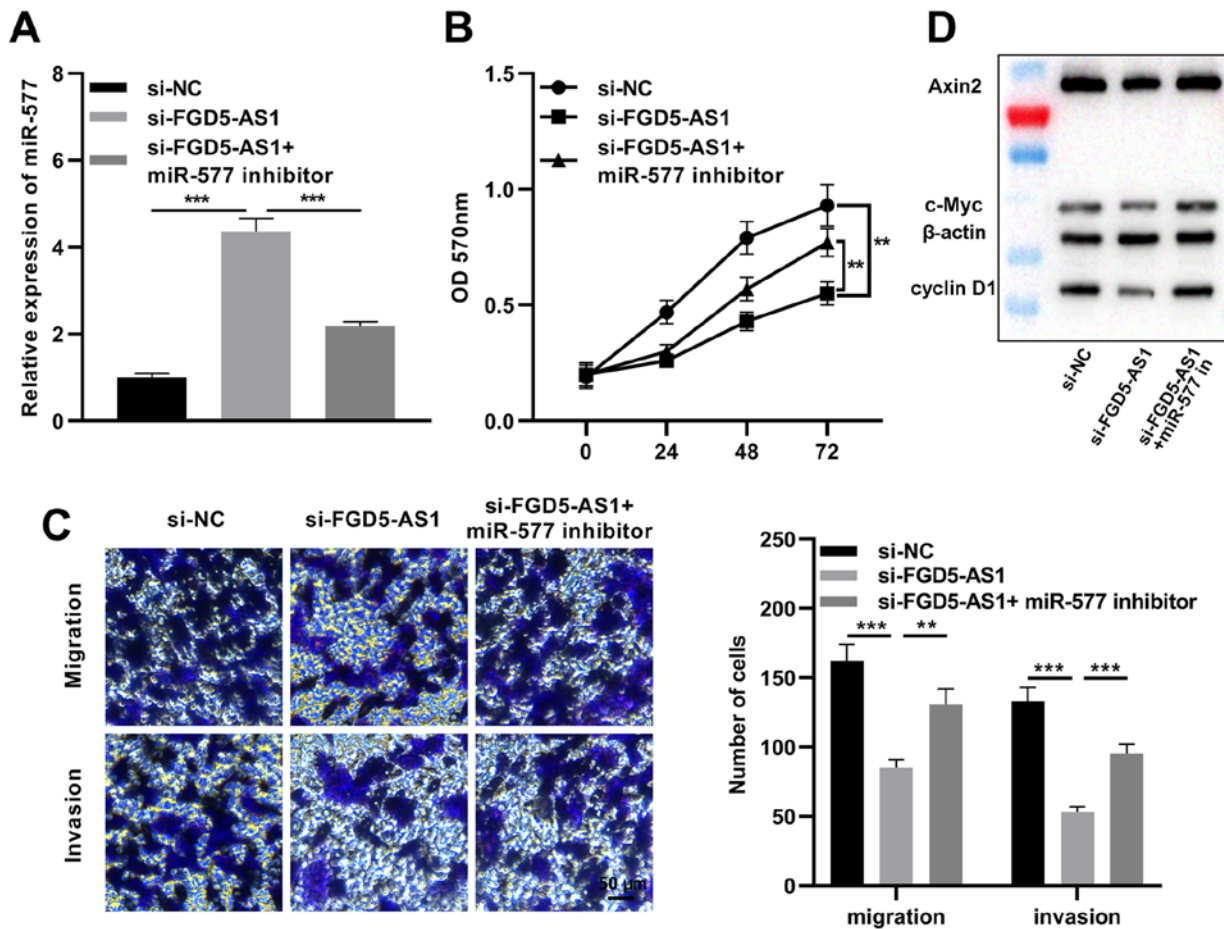 A
Relative expression of miR-577
8
6
4
2
0
si-NC
si-FGD5-AS1
si-FGD5-AS1+
miR-577 inhibitor
***
***
B
OD 570nm
1.5
1.0
0.5
0.0
si-NC
si-FGD5-AS1
si-FGD5-AS1+
miR-577 inhibitor
**
**
0 24 48 72
D
Axin2
c-Myc
β-actin
cyclin D1
si-NC
si-FGD5-AS1
si-FGD5-AS1
+miR-577 in
C
si-NC
si-FGD5-AS1
si-FGD5-AS1+
miR-577 inhibitor
Migration
Invasion
50 μm
Number of cells
250
200
150
100
50
0
si-NC
si-FGD5-AS1
si-FGD5-AS1+ miR-577 inhibitor
*** **
*** ***
migration invasion